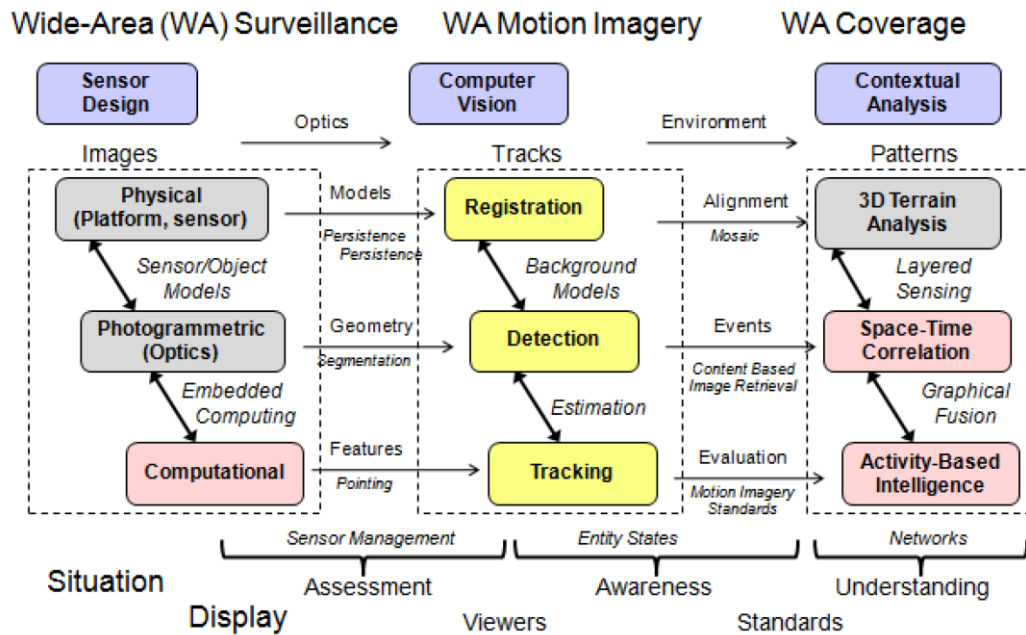 Wide-Area (WA) Surveillance
WA Motion Imagery
WA Coverage
Sensor
Design
Computer
Vision
Contextual
Analysis
Optics
Environment
Images
Tracks
Patterns
Physical
(Platform, sensor)
Models
Persistence
Persistence
Registration
Alignment
Mosaic
3D Terrain
Analysis
Sensor/Object
Models
Background
Models
Layered
Sensing
Photogrammetric
(Optics)
Geometry
Segmentation
Detection
Events
Content Based
Image Retrieval
Space-Time
Correlation
Embedded
Computing
Estimation
Graphical
Fusion
Computational
Features
Pointing
Tracking
Evaluation
Motion Imagery
Standards
Activity-Based
Intelligence
Sensor Management
Entity States
Networks
Situation
Assessment
Awareness
Understanding
Display
Viewers
Standards